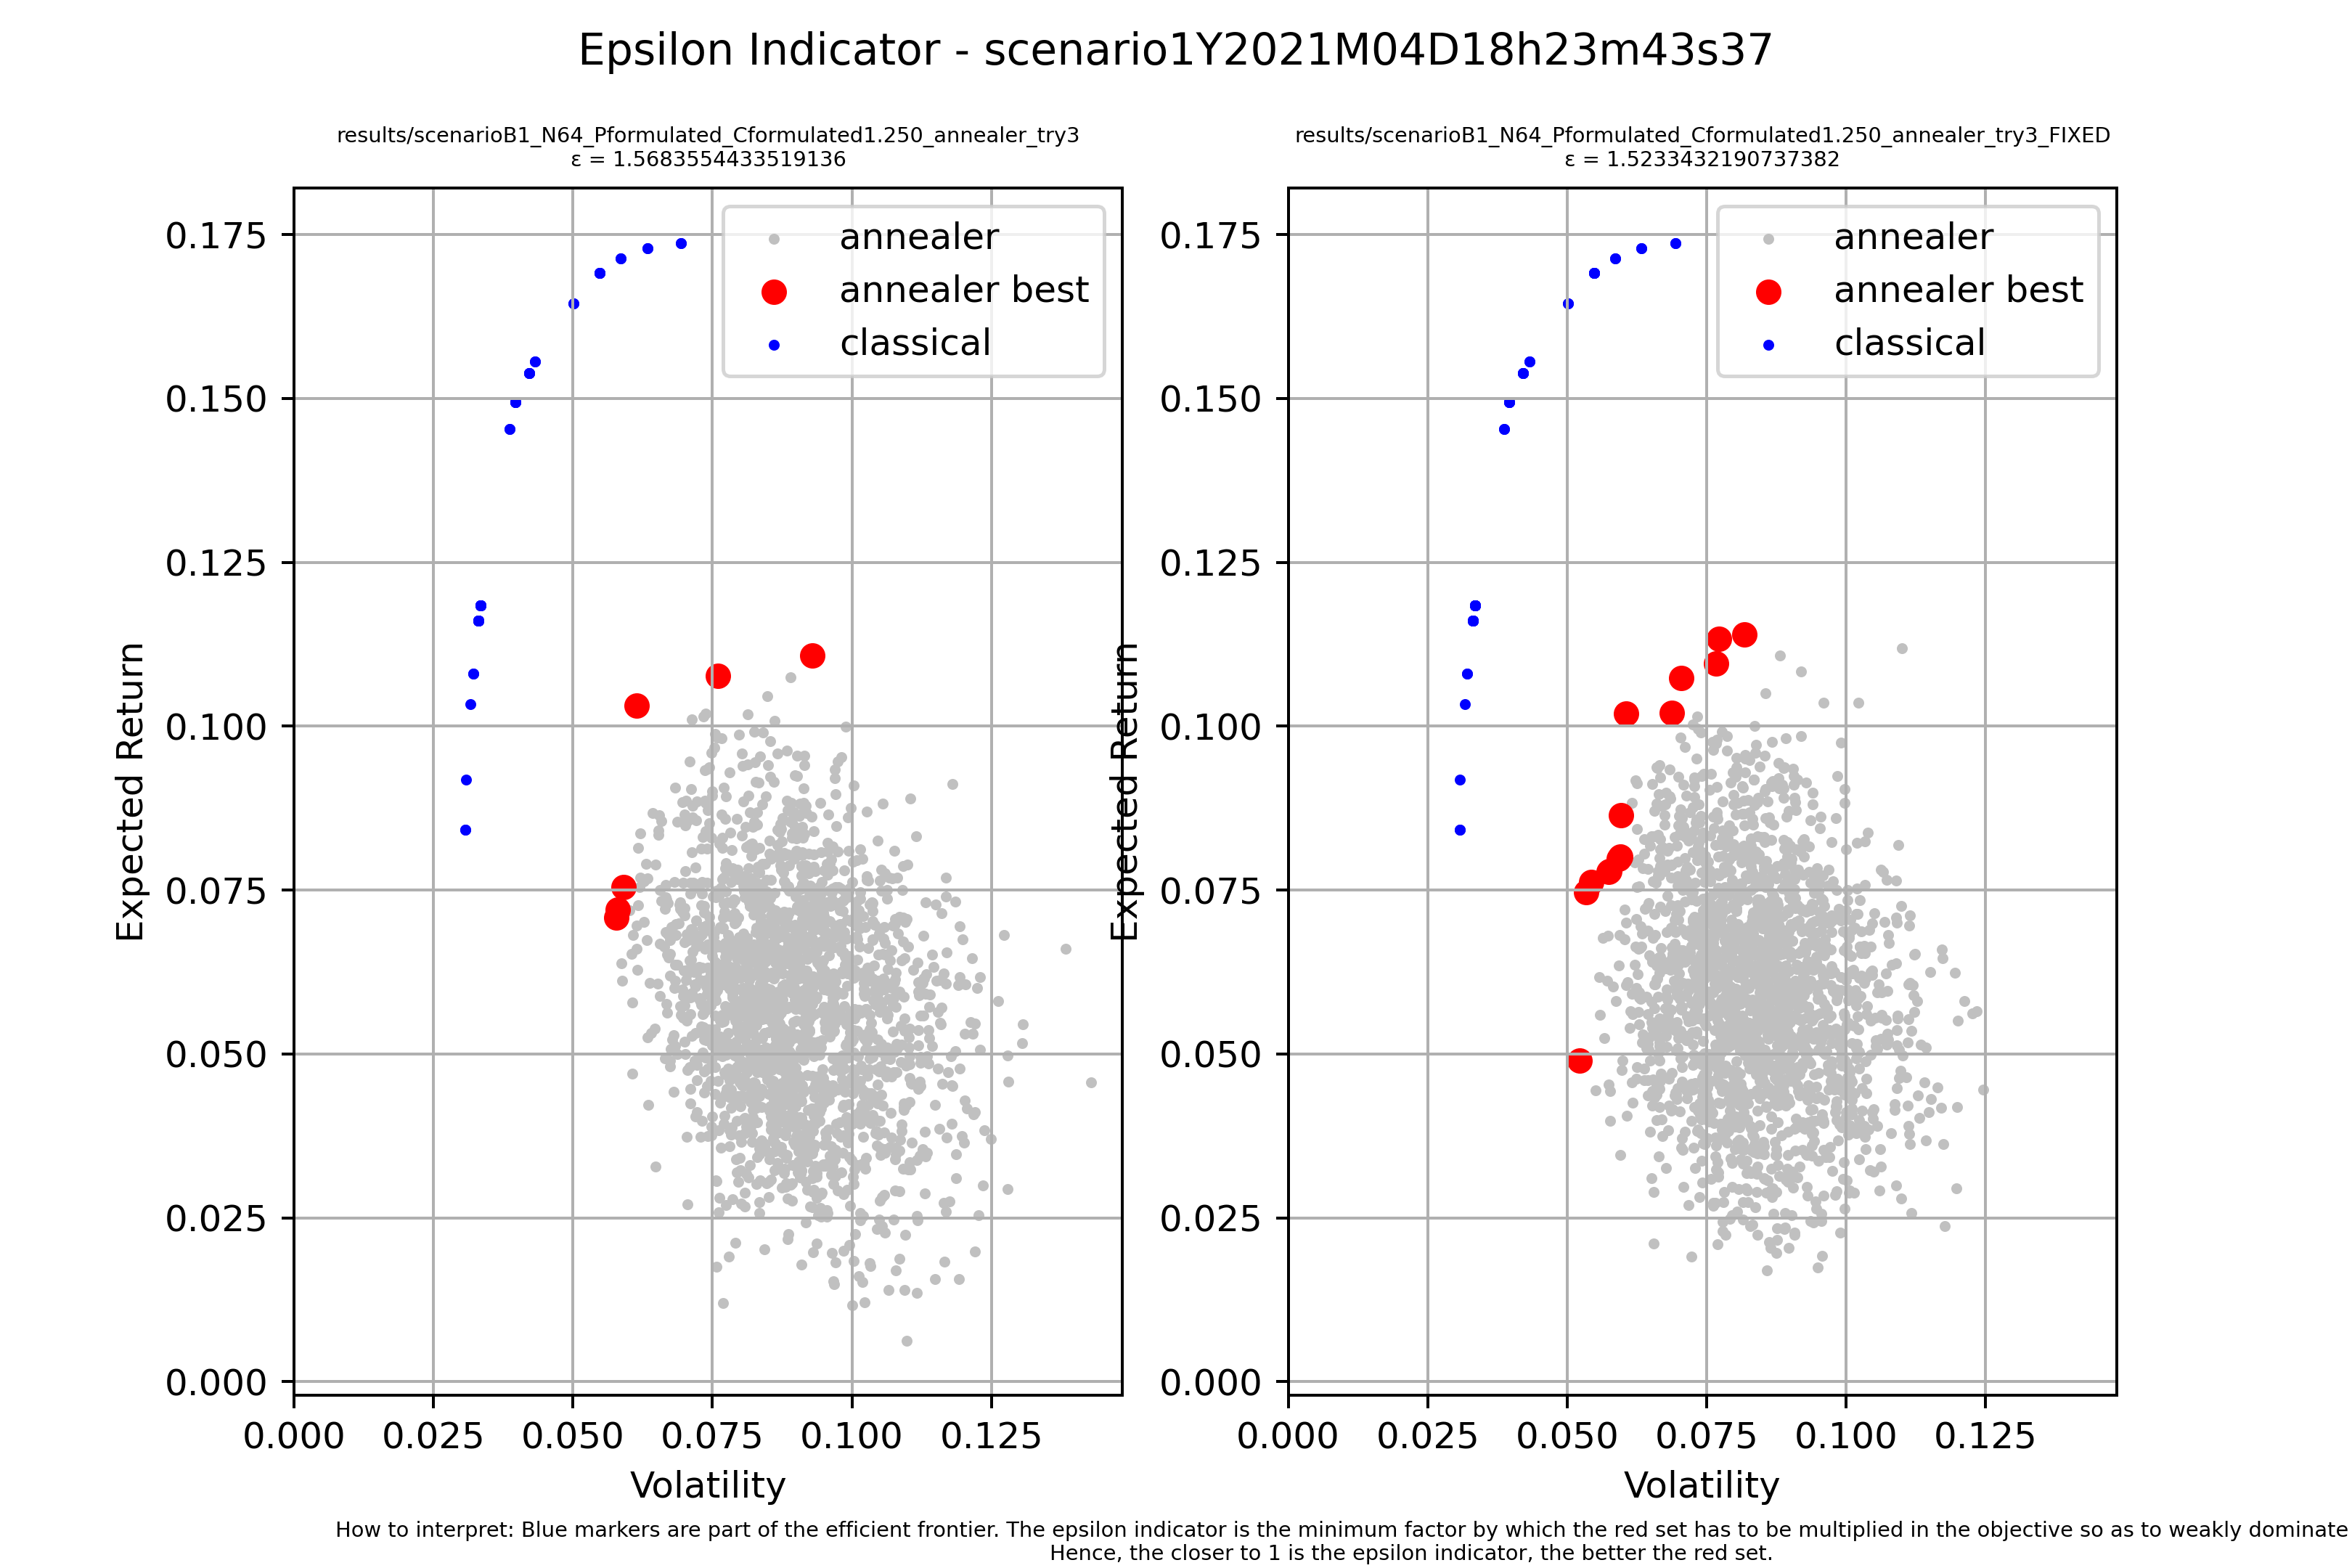 Epsilon Indicator - scenario1Y2021M04D18h23m43s37
results/scenarioB1_N64_Pformulated_Cformulated1.250_annealer_try3
ε = 1.5683554433519136
annealer
annealer best
classical
0.175
0.150
0.125
0.100
0.075
0.050
0.025
0.000
Expected Return
0.000 0.025 0.050 0.075 0.100 0.125
Volatility
results/scenarioB1_N64_Pformulated_Cformulated1.250_annealer_try3_FIXED
ε = 1.5233432190737382
annealer
annealer best
classical
0.175
0.150
0.125
0.100
0.075
0.050
0.025
0.000
Expected Return
0.000 0.025 0.050 0.075 0.100 0.125
Volatility
How to interpret: Blue markers are part of the efficient frontier. The epsilon indicator is the minimum factor by which the red set has to be multiplied in the objective so as to weakly dominate
Hence, the closer to 1 is the epsilon indicator, the better the red set.